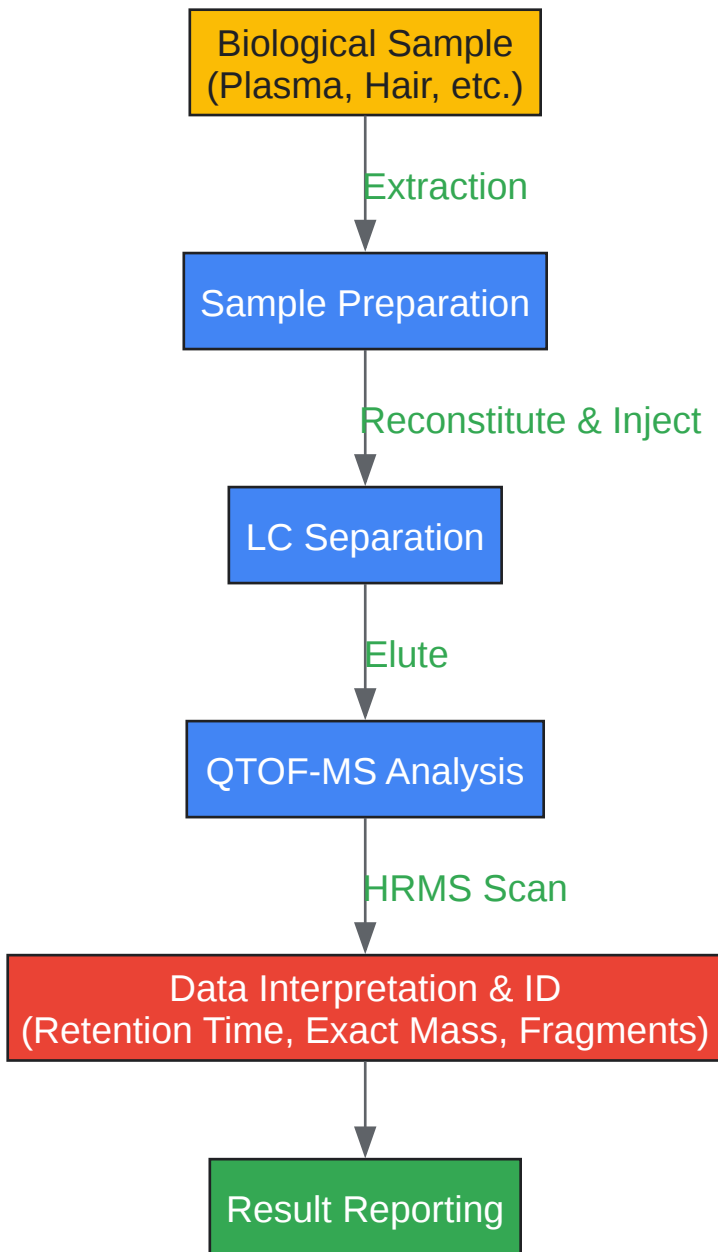 Biological Sample
(Plasma, Hair, etc.)
Extraction
Sample Preparation
Reconstitute & Inject
LC Separation
Elute
QTOF-MS Analysis
HRMS Scan
Data Interpretation & ID
(Retention Time, Exact Mass, Fragments)
Result Reporting